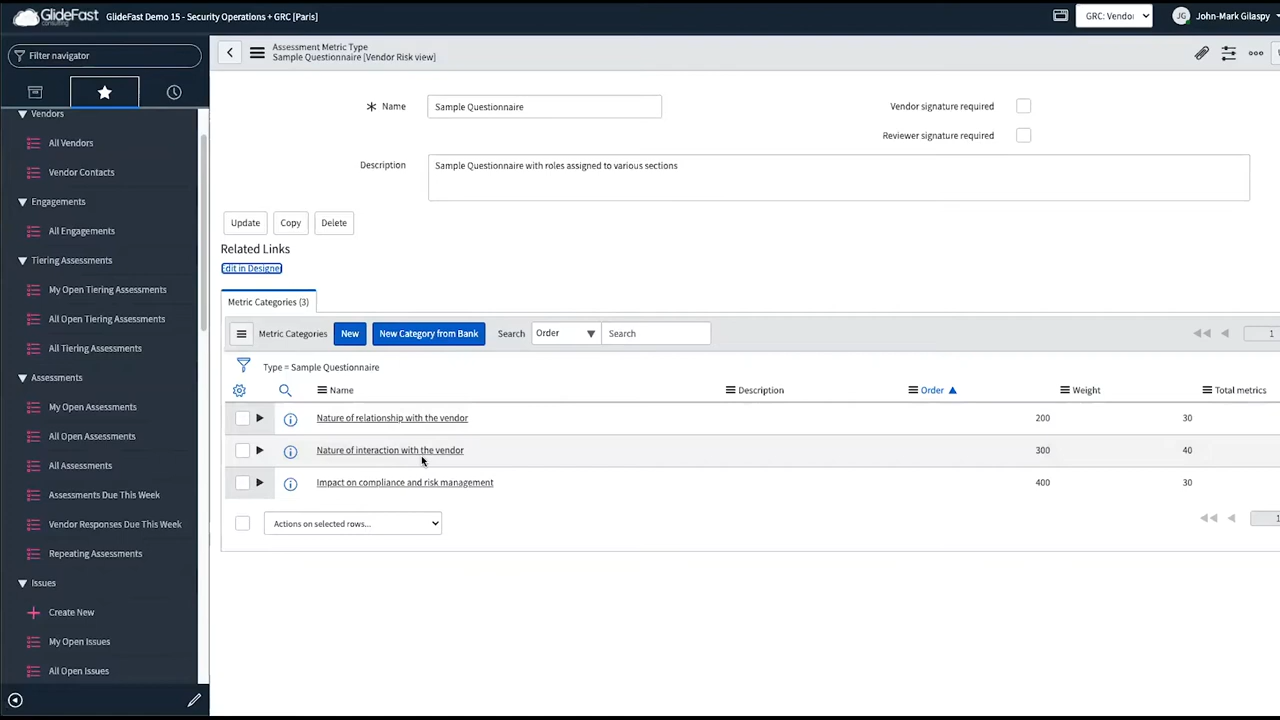 GlideFast
consulting
GlideFast Demo 15 - Security Operations + GRC [Paris]
GRC: Vendo
JG
John-Mark Gilaspy
Filter navigator
Vendors
All Vendors
Vendor Contacts
Engagements
All Engagements
Tiering Assessments
My Open Tiering Assessments
All Open Tiering Assessments
All Tiering Assessments
Assessments
My Open Assessments
All Open Assessments
All Assessments
Assessments Due This Week
Vendor Responses Due This Week
Repeating Assessments
Issues
Create New
My Open Issues
All Open Issues
Assessment Metric Type
Sample Questionnaire [Vendor Risk view]
Name
Sample Questionnaire
Vendor signature required
Reviewer signature required
Description
Sample Questionnaire with roles assigned to various sections
Update Copy Delete
Related Links
Edit in Designer
Metric Categories (3)
Metric Categories New New Category from Bank Search Order Search 1
Type = Sample Questionnaire
Name Description Order Weight Total metrics
Nature of relationship with the vendor 200 30
Nature of interaction with the vendor 300 40
Impact on compliance and risk management 400 30
Actions on selected rows... 1